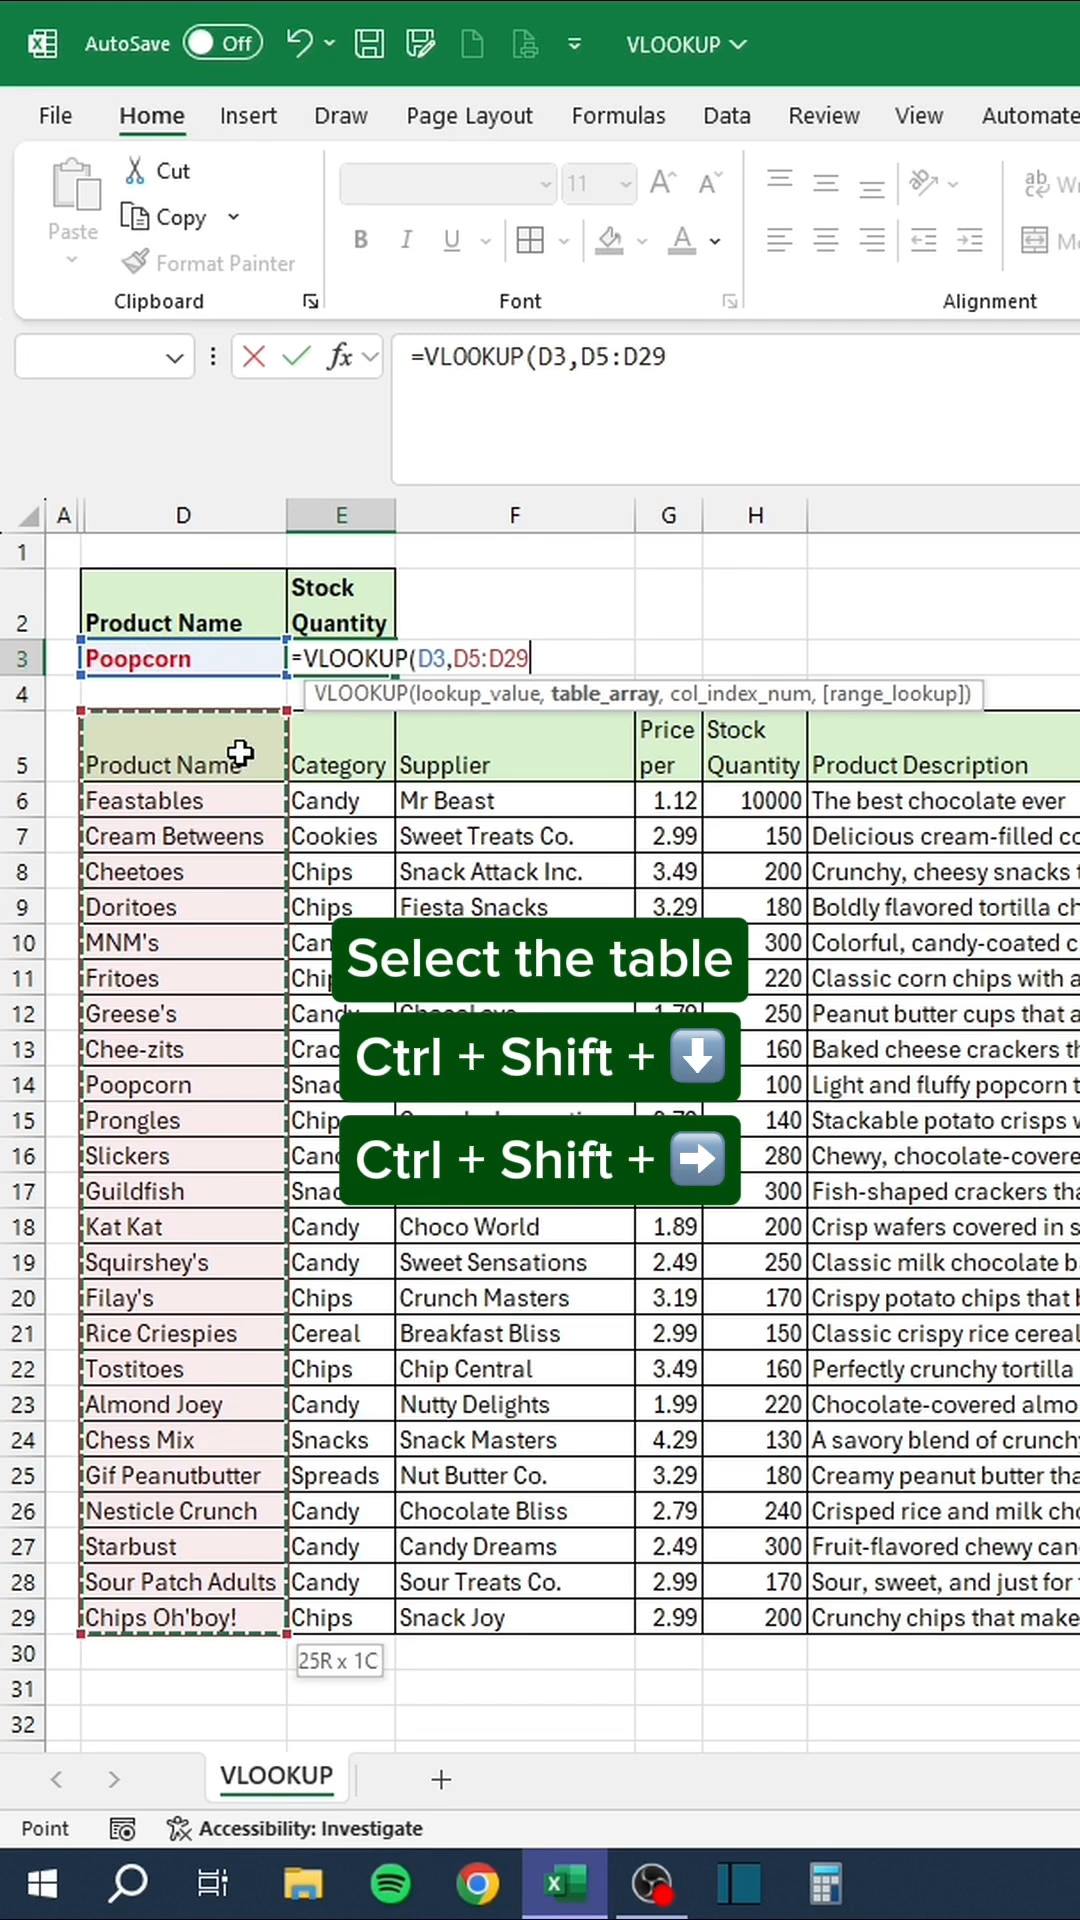 AutoSave Off VLOOKUP
File Home Insert Draw Page Layout Formulas Data Review View Automate
Cut
Copy
Paste
Format Painter
11
B I U
Clipboard Font Alignment
fx =VLOOKUP(D3,D5:D29
A D E F G H
1
2 Product Name Stock Quantity
3 Poopcorn =VLOOKUP(D3,D5:D29
4 VLOOKUP(lookup_value, table_array, col_index_num, [range_lookup])
5 Product Name Category Supplier Price per Stock Quantity Product Description
6 Feastables Candy Mr Beast 1.12 10000 The best chocolate ever
7 Cream Betweens Cookies Sweet Treats Co. 2.99 150 Delicious cream-filled
8 Cheetoes Chips Snack Attack Inc. 3.49 200 Crunchy, cheesy snacks
9 Doritoes Chips Fiesta Snacks 3.29 180 Boldly flavored tortilla
10 MNM's 300 Colorful, candy-coated
11 Fritoes 220 Classic corn chips with
12 Greese's Candy 1.79 250 Peanut butter cups that
13 Chee-zits 160 Baked cheese crackers
14 Poopcorn 100 Light and fluffy popcorn
15 Prongles 140 Stackable potato crisps
16 Slickers 280 Chewy, chocolate-covere
17 Guildfish 300 Fish-shaped crackers
18 Kat Kat Candy Choco World 1.89 200 Crisp wafers covered in
19 Squirshey's Candy Sweet Sensations 2.49 250 Classic milk chocolate
20 Filay's Chips Crunch Masters 3.19 170 Crispy potato chips that
21 Rice Criespies Cereal Breakfast Bliss 2.99 150 Classic crispy rice cereal
22 Tostitoes Chips Chip Central 3.49 160 Perfectly crunchy tortilla
23 Almond Joey Candy Nutty Delights 1.99 220 Chocolate-covered almo
24 Chess Mix Snacks Snack Masters 4.29 130 A savory blend of crunch
25 Gif Peanutbutter Spreads Nut Butter Co. 3.29 180 Creamy peanut butter
26 Nesticle Crunch Candy Chocolate Bliss 2.79 240 Crisped rice and milk
27 Starbust Candy Candy Dreams 2.49 300 Fruit-flavored chewy
28 Sour Patch Adults Candy Sour Treats Co. 2.99 170 Sour, sweet, and just for
29 Chips Oh'boy! Chips Snack Joy 2.99 200 Crunchy chips that make
30 25R x 1C
31
32
Select the table
Ctrl + Shift + ⬇️
Ctrl + Shift + ➡️
VLOOKUP
Point Accessibility: Investigate